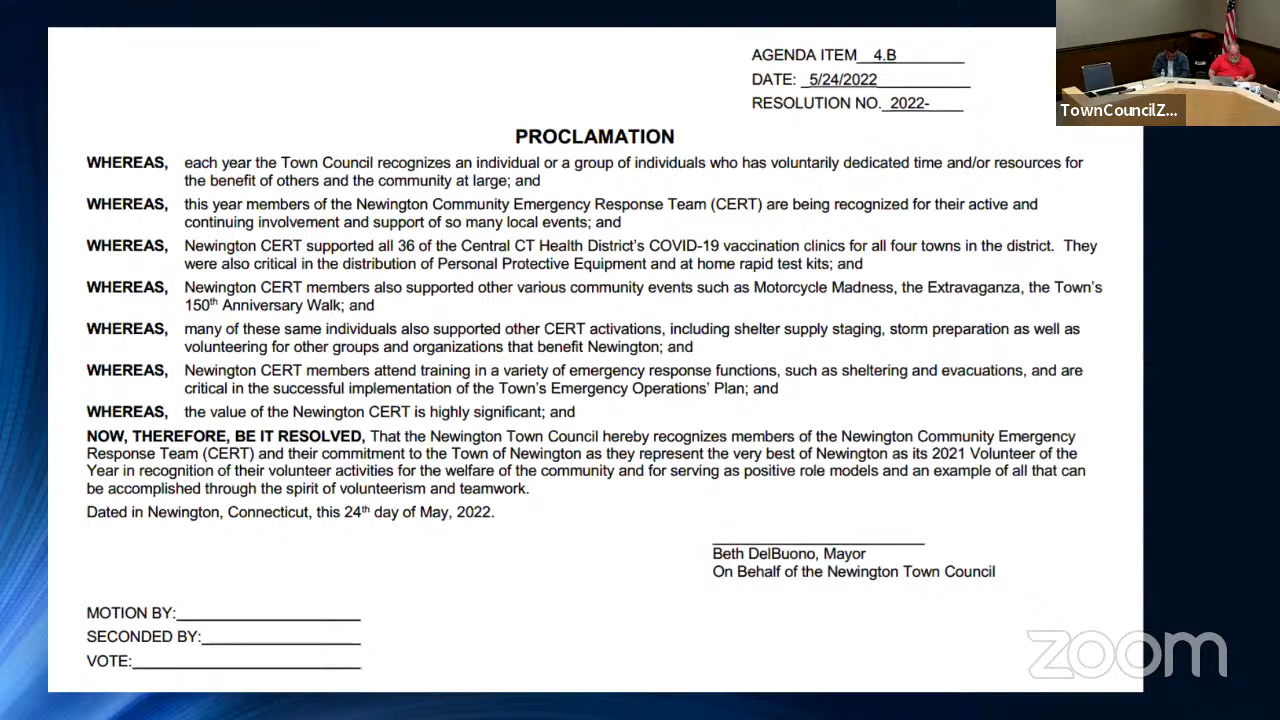 AGENDA ITEM__4.B________
DATE: _5/24/2022___________
RESOLUTION NO._2022-____
TownCouncilZ...
PROCLAMATION
WHEREAS, each year the Town Council recognizes an individual or a group of individuals who has voluntarily dedicated time and/or resources for
the benefit of others and the community at large; and
WHEREAS, this year members of the Newington Community Emergency Response Team (CERT) are being recognized for their active and
continuing involvement and support of so many local events; and
WHEREAS, Newington CERT supported all 36 of the Central CT Health District's COVID-19 vaccination clinics for all four towns in the district. They
were also critical in the distribution of Personal Protective Equipment and at home rapid test kits; and
WHEREAS, Newington CERT members also supported other various community events such as Motorcycle Madness, the Extravaganza, the Town's
150th Anniversary Walk; and
WHEREAS, many of these same individuals also supported other CERT activations, including shelter supply staging, storm preparation as well as
volunteering for other groups and organizations that benefit Newington; and
WHEREAS, Newington CERT members attend training in a variety of emergency response functions, such as sheltering and evacuations, and are
critical in the successful implementation of the Town's Emergency Operations' Plan; and
WHEREAS, the value of the Newington CERT is highly significant; and
NOW, THEREFORE, BE IT RESOLVED, That the Newington Town Council hereby recognizes members of the Newington Community Emergency
Response Team (CERT) and their commitment to the Town of Newington as they represent the very best of Newington as its 2021 Volunteer of the
Year in recognition of their volunteer activities for the welfare of the community and for serving as positive role models and an example of all that can
be accomplished through the spirit of volunteerism and teamwork.
Dated in Newington, Connecticut, this 24th day of May, 2022.
Beth DelBuono, Mayor
On Behalf of the Newington Town Council
MOTION BY:______________________
SECONDED BY:___________________
VOTE:___________________________
zoom